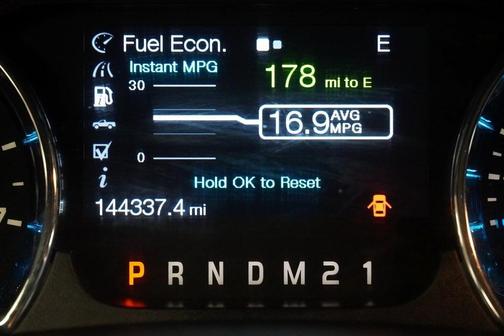 Fuel Econ. E
Instant MPG
178 mi to E
30
16.9 AVG MPG
0
Hold OK to Reset
144337.4 mi
P R N D M 2 1